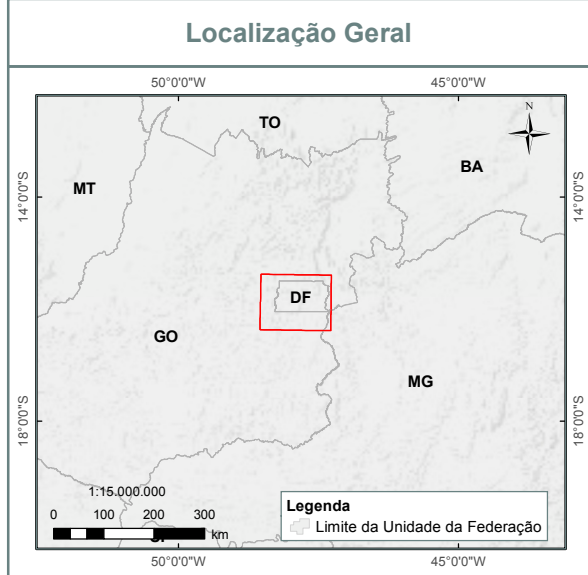 Localização Geral
50°0'0"W
45°0'0"W
N
TO
BA
MT
14°0'0"S
14°0'0"S
DF
GO
MG
18°0'0"S
18°0'0"S
1:15.000.000
0 100 200 300
km
Legenda
Limite da Unidade da Federação
50°0'0"W
45°0'0"W